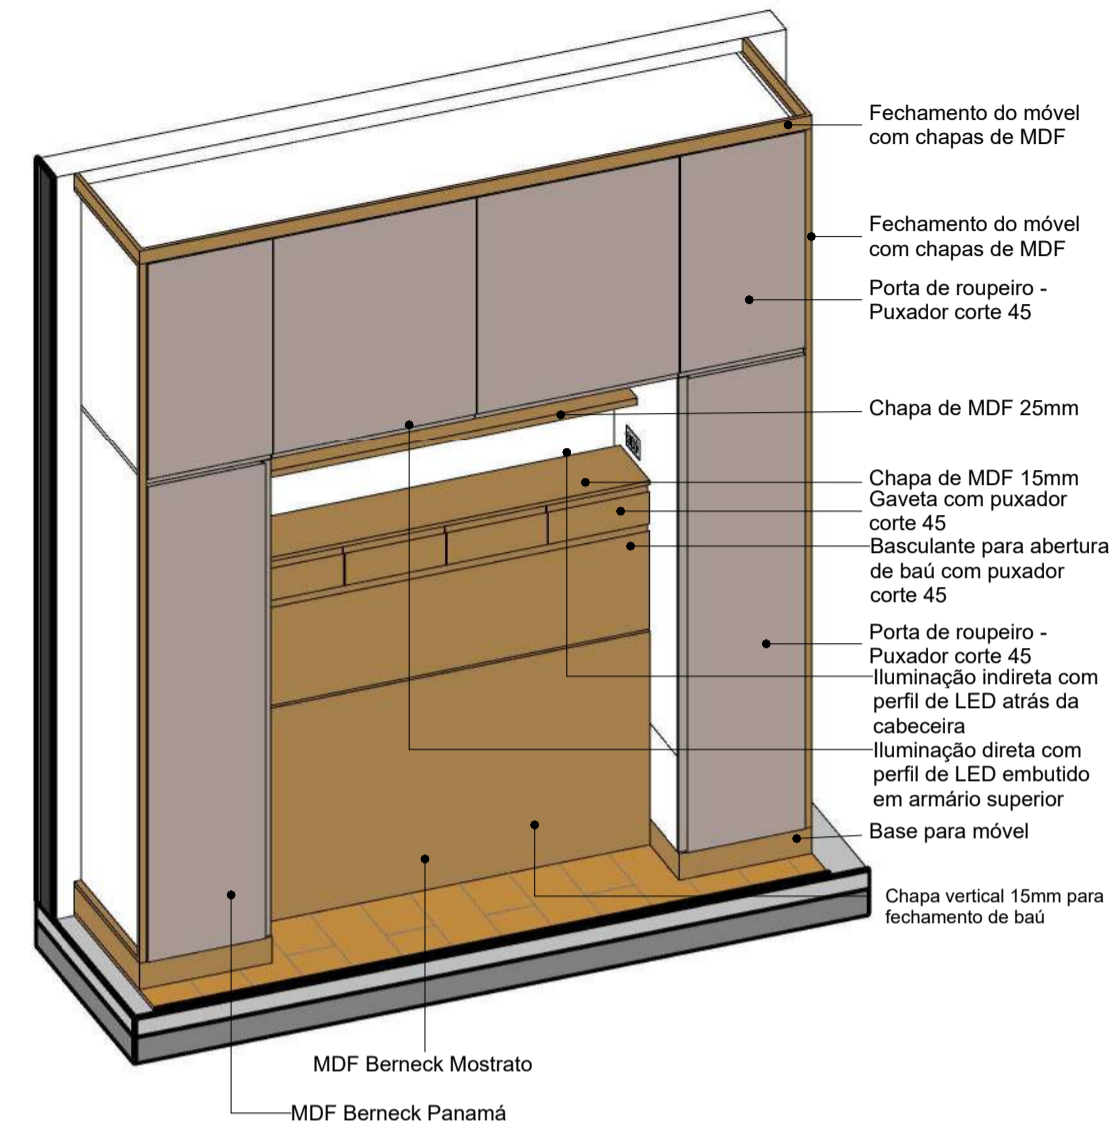 Fechamento do móvel
com chapas de MDF
Fechamento do móvel
com chapas de MDF
Porta de roupeiro -
Puxador corte 45
Chapa de MDF 25mm
Chapa de MDF 15mm
Gaveta com puxador
corte 45
Basculante para abertura
de baú com puxador
corte 45
Porta de roupeiro -
Puxador corte 45
Iluminação indireta com
perfil de LED atrás da
cabeceira
Iluminação direta com
perfil de LED embutido
em armário superior
Base para móvel
Chapa vertical 15mm para
fechamento de baú
MDF Berneck Mostrato
MDF Berneck Panamá